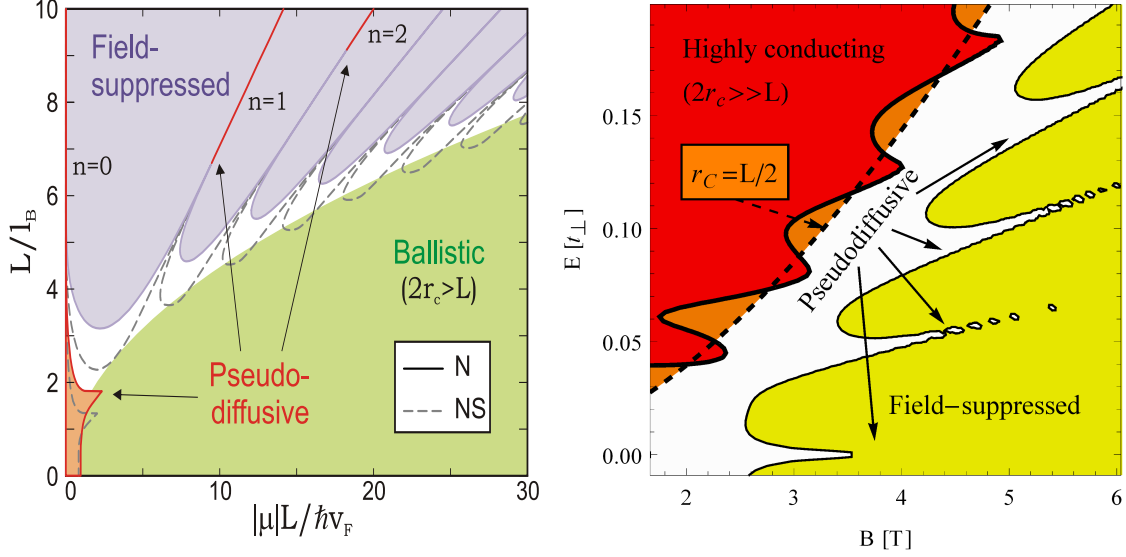 10
8
6
4
2
0
L/l_B
Field-
suppressed
n=0
n=1
n=2
Ballistic
(2r_c>L)
Pseudo-
diffusive
N
NS
0
10
20
30
|μ|L/ħv_F
0.15
0.10
0.05
0.00
E [t_⊥]
Highly conducting
(2r_c>>L)
r_C=L/2
Pseudodiffusive
Field-suppressed
2
3
4
5
6
B [T]